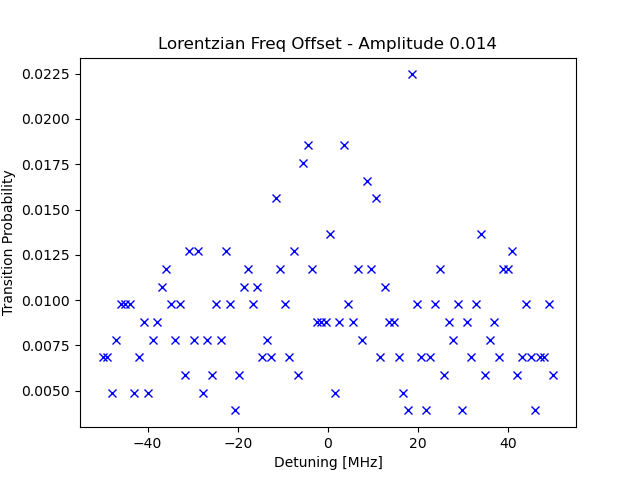 Lorentzian Freq Offset - Amplitude 0.014
0.0225
0.0200
0.0175
0.0150
0.0125
0.0100
0.0075
0.0050
Transition Probability
−40 −20 0 20 40
Detuning [MHz]